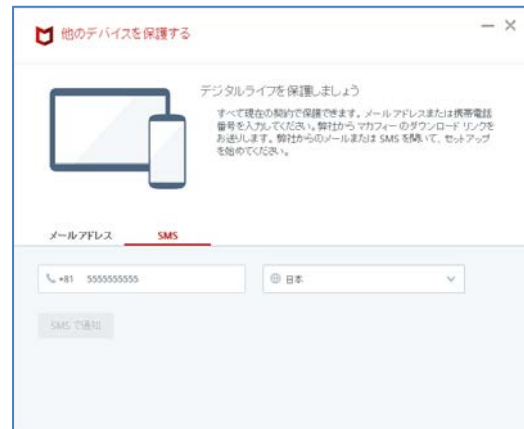 他のデバイスを保護する
デジタルライフを保護しましょう
すべて現在の契約で保護できます。メール アドレスまたは携帯電話
番号を入力してください。弊社から マカフィー のダウンロード リンクを
お送りします。弊社からのメールまたは SMS を開いて、セットアップ
を始めてください。
メールアドレス SMS
+81 5555555555 日本
SMS で通知